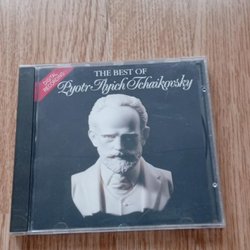 DIGITAL
RECORDING
THE BEST OF
Pyotr Ilyich Tchaikovsky